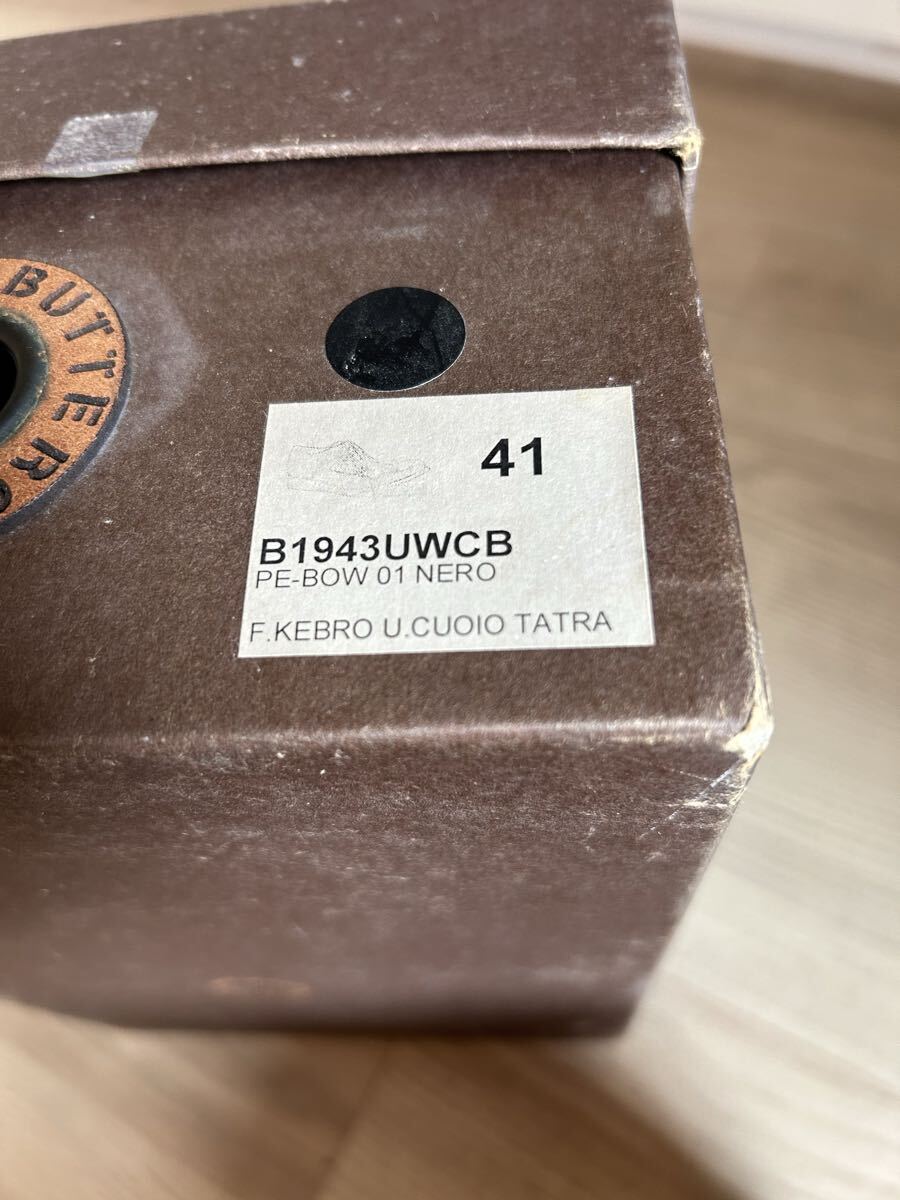 BUTTERO
41
B1943UWCB
PE-BOW 01 NERO
F.KEBRO U.CUOIO TATRA